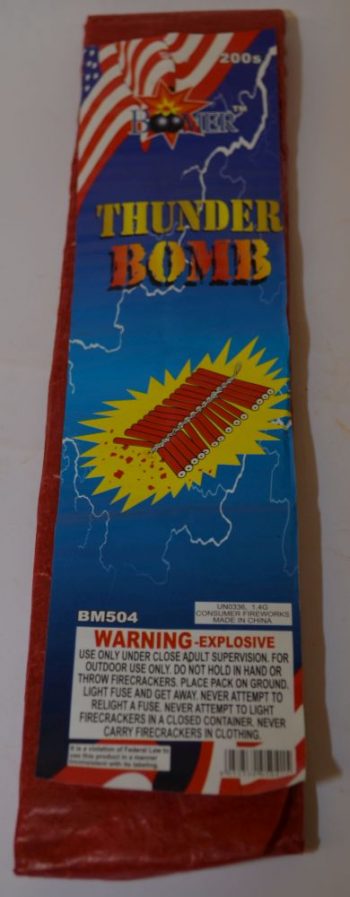 200s
BOOMER™
THUNDER
BOMB
BM504
UN0336, 1.4G
CONSUMER FIREWORKS
MADE IN CHINA
WARNING-EXPLOSIVE
USE ONLY UNDER CLOSE ADULT SUPERVISION. FOR
OUTDOOR USE ONLY. DO NOT HOLD IN HAND OR
THROW FIRECRACKERS. PLACE PACK ON GROUND.
LIGHT FUSE AND GET AWAY. NEVER ATTEMPT TO
RELIGHT A FUSE. NEVER ATTEMPT TO LIGHT
FIRECRACKERS IN A CLOSED CONTAINER. NEVER
CARRY FIRECRACKERS IN CLOTHING.
It is a violation of Federal Law to
use this product in a manner
inconsistent with its labeling.